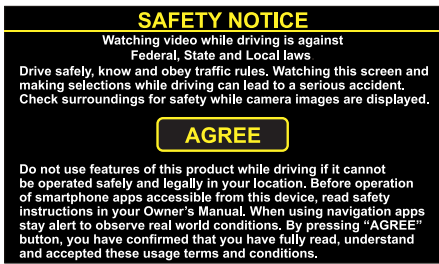 SAFETY NOTICE
Watching video while driving is against
Federal, State and Local laws
Drive safely, know and obey traffic rules. Watching this screen and
making selections while driving can lead to a serious accident.
Check surroundings for safety while camera images are displayed.
AGREE
Do not use features of this product while driving if it cannot
be operated safely and legally in your location. Before operation
of smartphone apps accessible from this device, read safety
instructions in your Owner's Manual. When using navigation apps
stay alert to observe real world conditions. By pressing “AGREE”
button, you have confirmed that you have fully read, understand
and accepted these usage terms and conditions.